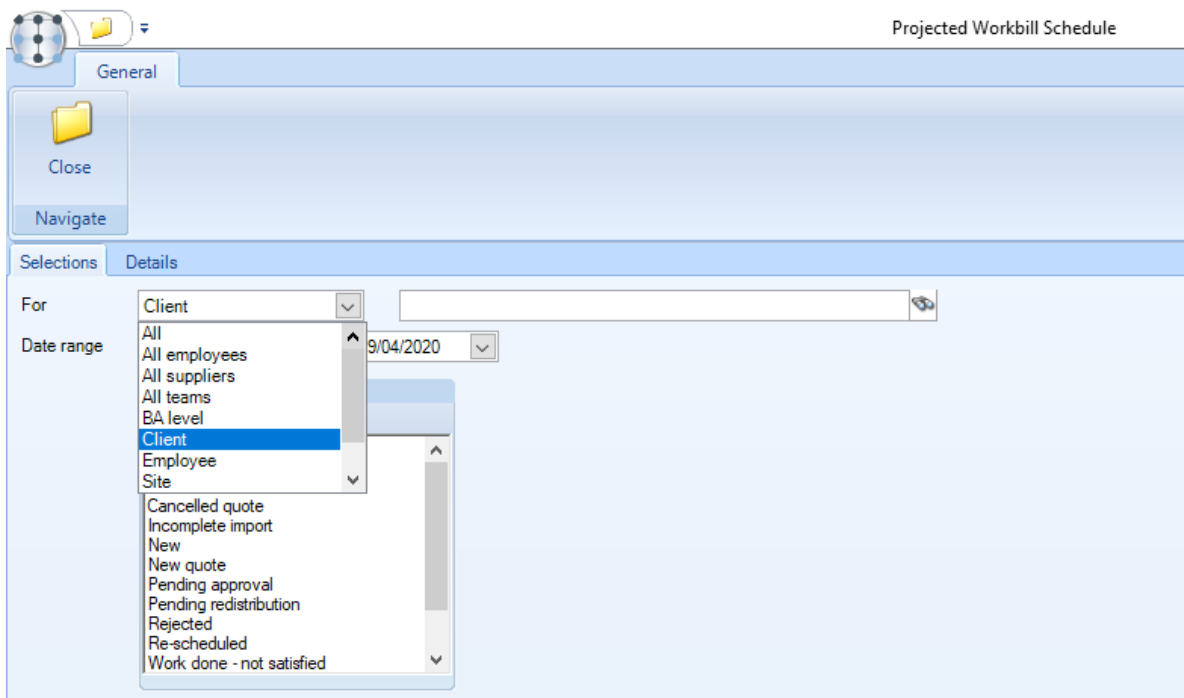 Projected Workbill Schedule
General
Close
Navigate
Selections Details
For Client
All
Date range 9/04/2020
All employees
All suppliers
All teams
BA level
Client
Employee
Site
Cancelled quote
Incomplete import
New
New quote
Pending approval
Pending redistribution
Rejected
Re-scheduled
Work done - not satisfied